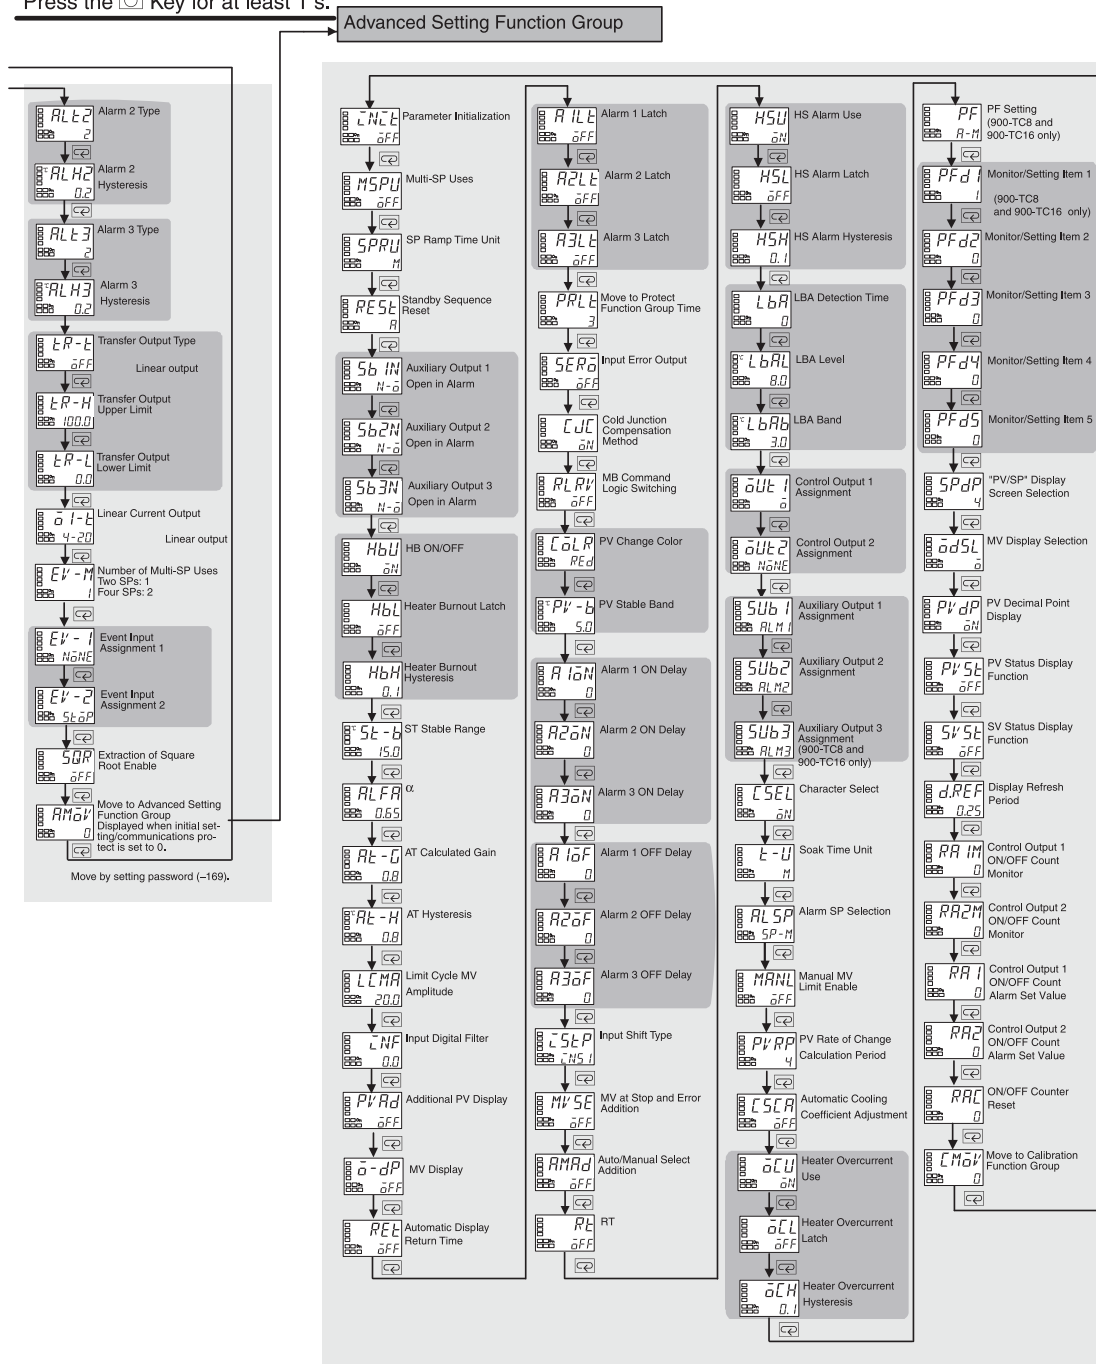 Press the Key for at least 1 s.
Advanced Setting Function Group
ALt2
2
Alarm 2 Type
ALH2
0.2
Alarm 2
Hysteresis
ALt3
2
Alarm 3 Type
ALH3
0.2
Alarm 3
Hysteresis
tR-t
oFF
Transfer Output Type
Linear output
tR-H
100.0
Transfer Output
Upper Limit
tR-L
0.0
Transfer Output
Lower Limit
o1-t
4-20
Linear Current Output
Linear output
EV-M
1
Number of Multi-SP Uses
Two SPs: 1
Four SPs: 2
EV-1
NoNE
Event Input
Assignment 1
EV-2
StoP
Event Input
Assignment 2
SQR
oFF
Extraction of Square
Root Enable
AMoV
0
Move to Advanced Setting
Function Group
Displayed when initial set-
ting/communications pro-
tect is set to 0.
Move by setting password (–169).
iNit
oFF
Parameter Initialization
MSPU
oFF
Multi-SP Uses
SPRU
M
SP Ramp Time Unit
RESt
A
Standby Sequence
Reset
Sb1N
N-o
Auxiliary Output 1
Open in Alarm
Sb2N
N-o
Auxiliary Output 2
Open in Alarm
Sb3N
N-o
Auxiliary Output 3
Open in Alarm
HbU
oN
HB ON/OFF
HbL
oFF
Heater Burnout Latch
HbH
0.1
Heater Burnout
Hysteresis
St-b
15.0
ST Stable Range
ALFA
0.65
α
At-G
0.8
AT Calculated Gain
At-H
0.8
AT Hysteresis
LCMA
20.0
Limit Cycle MV
Amplitude
iNF
0.0
Input Digital Filter
PVAd
oFF
Additional PV Display
o-dP
oFF
MV Display
REt
oFF
Automatic Display
Return Time
A1Lt
oFF
Alarm 1 Latch
A2Lt
oFF
Alarm 2 Latch
A3Lt
oFF
Alarm 3 Latch
PRLt
3
Move to Protect
Function Group Time
SERo
oFF
Input Error Output
CJC
oN
Cold Junction
Compensation
Method
RLRV
oFF
MB Command
Logic Switching
CoLR
REd
PV Change Color
PV-b
5.0
PV Stable Band
A1oN
0
Alarm 1 ON Delay
A2oN
0
Alarm 2 ON Delay
A3oN
0
Alarm 3 ON Delay
A1oF
0
Alarm 1 OFF Delay
A2oF
0
Alarm 2 OFF Delay
A3oF
0
Alarm 3 OFF Delay
iStP
iNS1
Input Shift Type
MVSE
oFF
MV at Stop and Error
Addition
AMAd
oFF
Auto/Manual Select
Addition
Rt
oFF
RT
HSU
oN
HS Alarm Use
HSL
oFF
HS Alarm Latch
HSH
0.1
HS Alarm Hysteresis
LbA
0
LBA Detection Time
LbAL
8.0
LBA Level
LbAb
3.0
LBA Band
oUt1
o
Control Output 1
Assignment
oUt2
NoNE
Control Output 2
Assignment
SUb1
ALM1
Auxiliary Output 1
Assignment
SUb2
ALM2
Auxiliary Output 2
Assignment
SUb3
ALM3
Auxiliary Output 3
Assignment
(900-TC8 and
900-TC16 only)
CSEL
oN
Character Select
t-U
M
Soak Time Unit
ALSP
SP-M
Alarm SP Selection
MANL
oFF
Manual MV
Limit Enable
PVRP
4
PV Rate of Change
Calculation Period
CSCA
oFF
Automatic Cooling
Coefficient Adjustment
oCU
oN
Heater Overcurrent
Use
oCL
oFF
Heater Overcurrent
Latch
oCH
0.1
Heater Overcurrent
Hysteresis
PF
A-M
PF Setting
(900-TC8 and
900-TC16 only)
PFd1
1
Monitor/Setting Item 1
(900-TC8
and 900-TC16 only)
PFd2
0
Monitor/Setting Item 2
PFd3
0
Monitor/Setting Item 3
PFd4
0
Monitor/Setting Item 4
PFd5
0
Monitor/Setting Item 5
SPdP
4
"PV/SP" Display
Screen Selection
odSL
o
MV Display Selection
PVdP
oN
PV Decimal Point
Display
PVSt
oFF
PV Status Display
Function
SVSt
oFF
SV Status Display
Function
d.REF
0.25
Display Refresh
Period
RA1M
0
Control Output 1
ON/OFF Count
Monitor
RA2M
0
Control Output 2
ON/OFF Count
Monitor
RA1
0
Control Output 1
ON/OFF Count
Alarm Set Value
RA2
0
Control Output 2
ON/OFF Count
Alarm Set Value
RAC
0
ON/OFF Counter
Reset
CMoV
0
Move to Calibration
Function Group